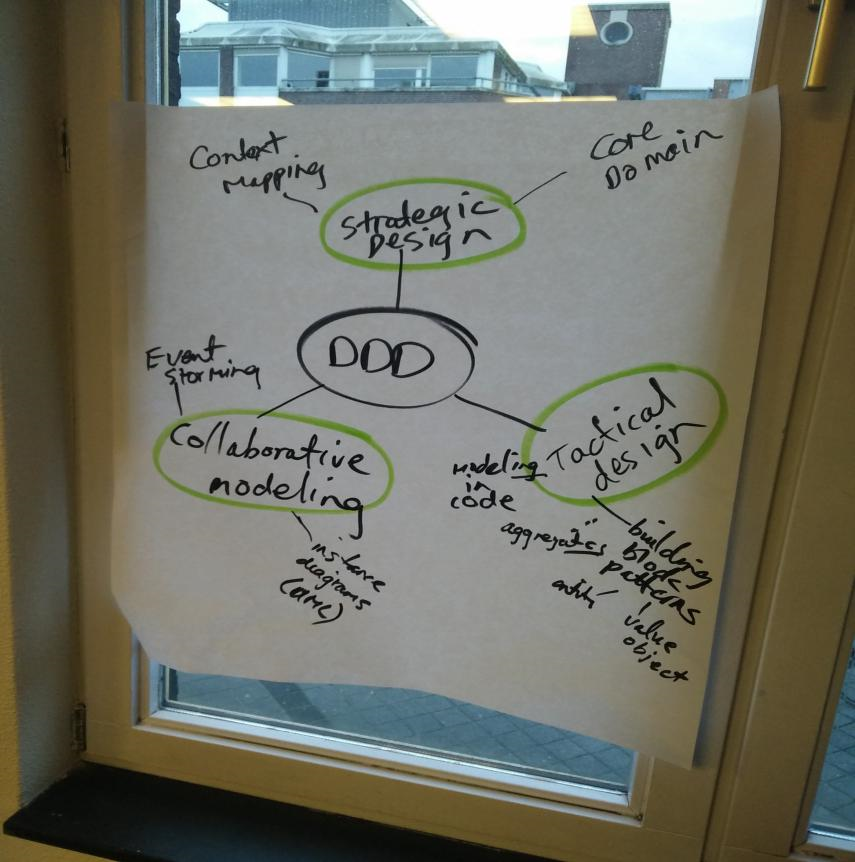 Context
Mapping
Core
Domain
Strategic
Design
DDD
Event
Storming
Collaborative
modeling
Tactical
design
modeling
in
code
aggregates
building
block
patterns
entity
value
object
instance
diagrams
(UML)